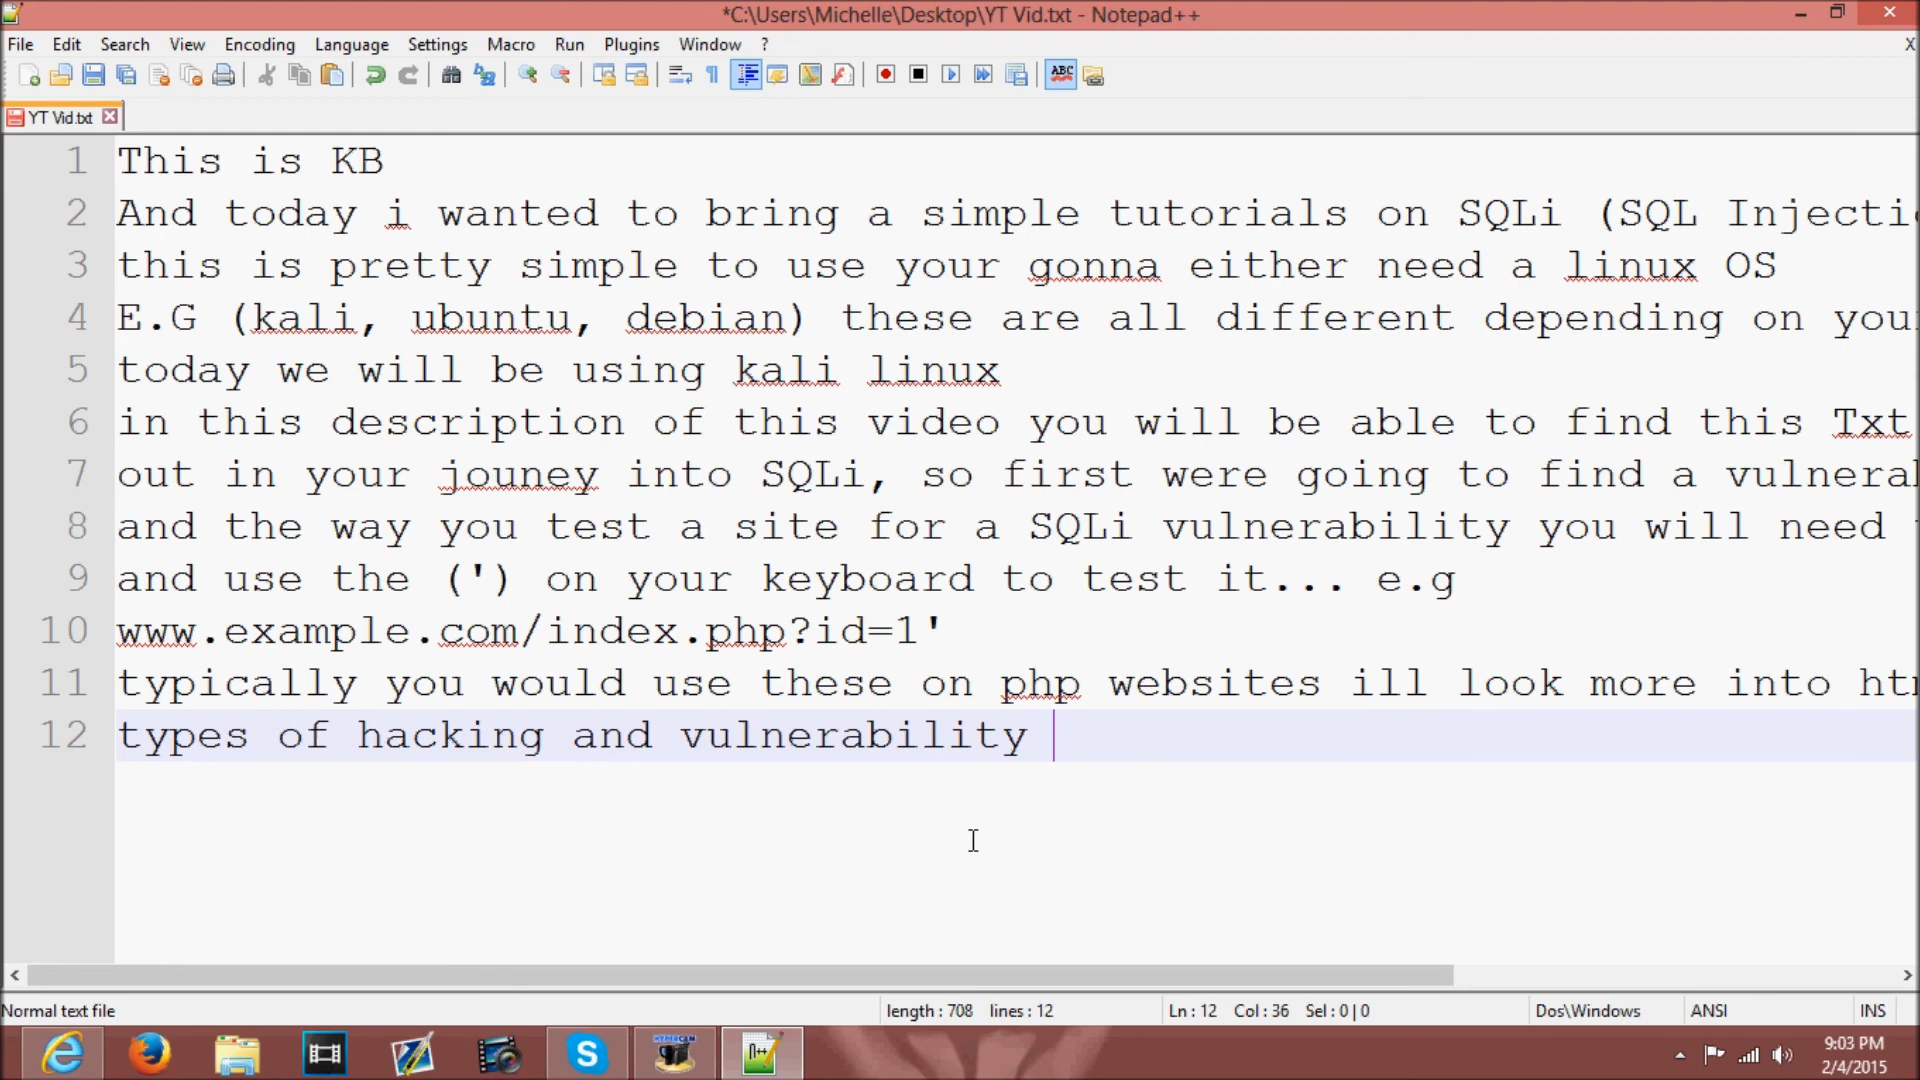 *C:\Users\Michelle\Desktop\YT Vid.txt - Notepad++
File Edit Search View Encoding Language Settings Macro Run Plugins Window ? X
ABC
YT Vid.txt
1 This is KB
2 And today i wanted to bring a simple tutorials on SQLi (SQL Injecti
3 this is pretty simple to use your gonna either need a linux OS
4 E.G (kali, ubuntu, debian) these are all different depending on you
5 today we will be using kali linux
6 in this description of this video you will be able to find this Txt
7 out in your jouney into SQLi, so first were going to find a vulnera
8 and the way you test a site for a SQLi vulnerability you will need
9 and use the (') on your keyboard to test it... e.g
10 www.example.com/index.php?id=1'
11 typically you would use these on php websites ill look more into
12 types of hacking and vulnerability
Normal text file length : 708 lines : 12 Ln : 12 Col : 36 Sel : 0 | 0 Dos\Windows ANSI INS
HYPERCAM
N++
9:03 PM
2/4/2015